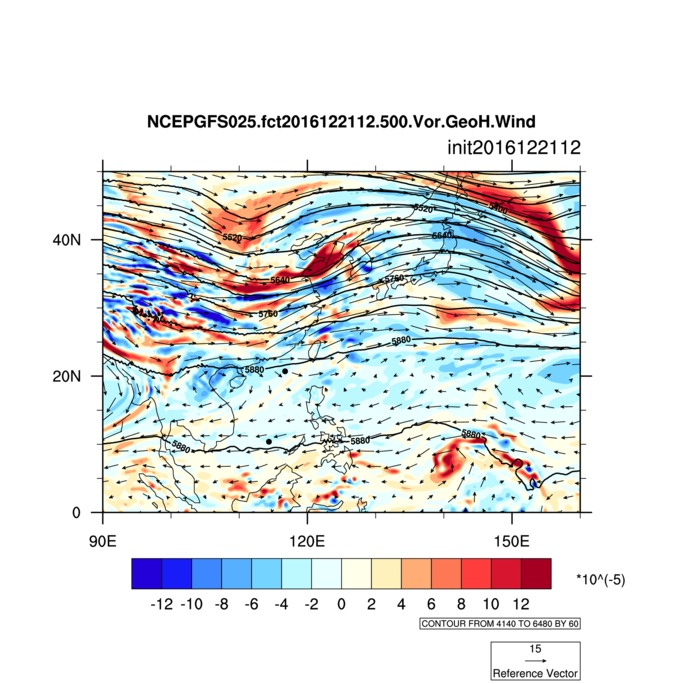 NCEPGFS025.fct2016122112.500.Vor.GeoH.Wind
init2016122112
5520
5400
40N
5520
5640
5640
5760
5760
5880
20N
5880
5880
5880
5880
0
90E 120E 150E
-12 -10 -8 -6 -4 -2 0 2 4 6 8 10 12
*10^(-5)
CONTOUR FROM 4140 TO 6480 BY 60
15
Reference Vector